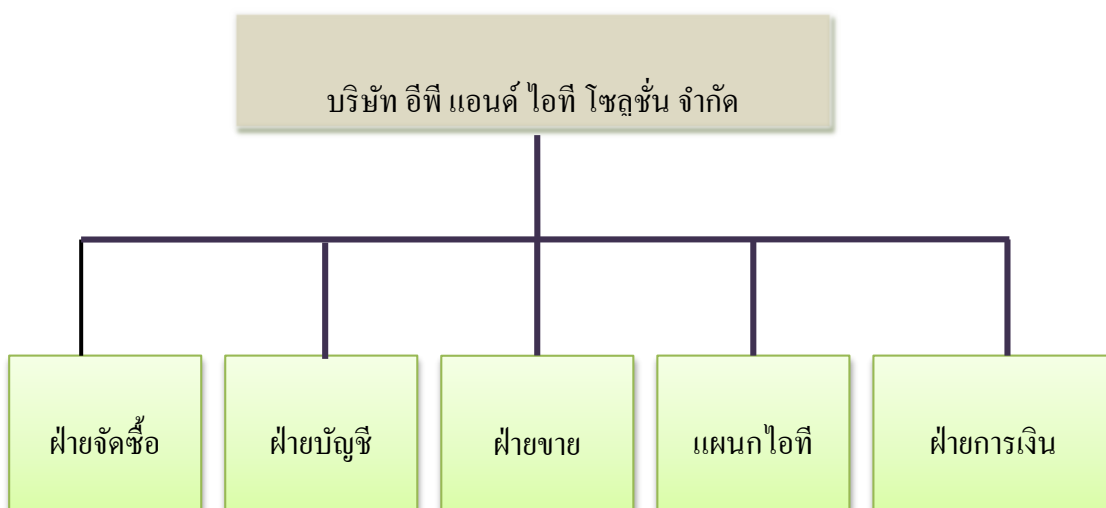 บริษัท อีพี แอนด์ ไอที โซลูชั่น จำกัด
ฝ่ายจัดซื้อ
ฝ่ายบัญชี
ฝ่ายขาย
แผนกไอที
ฝ่ายการเงิน